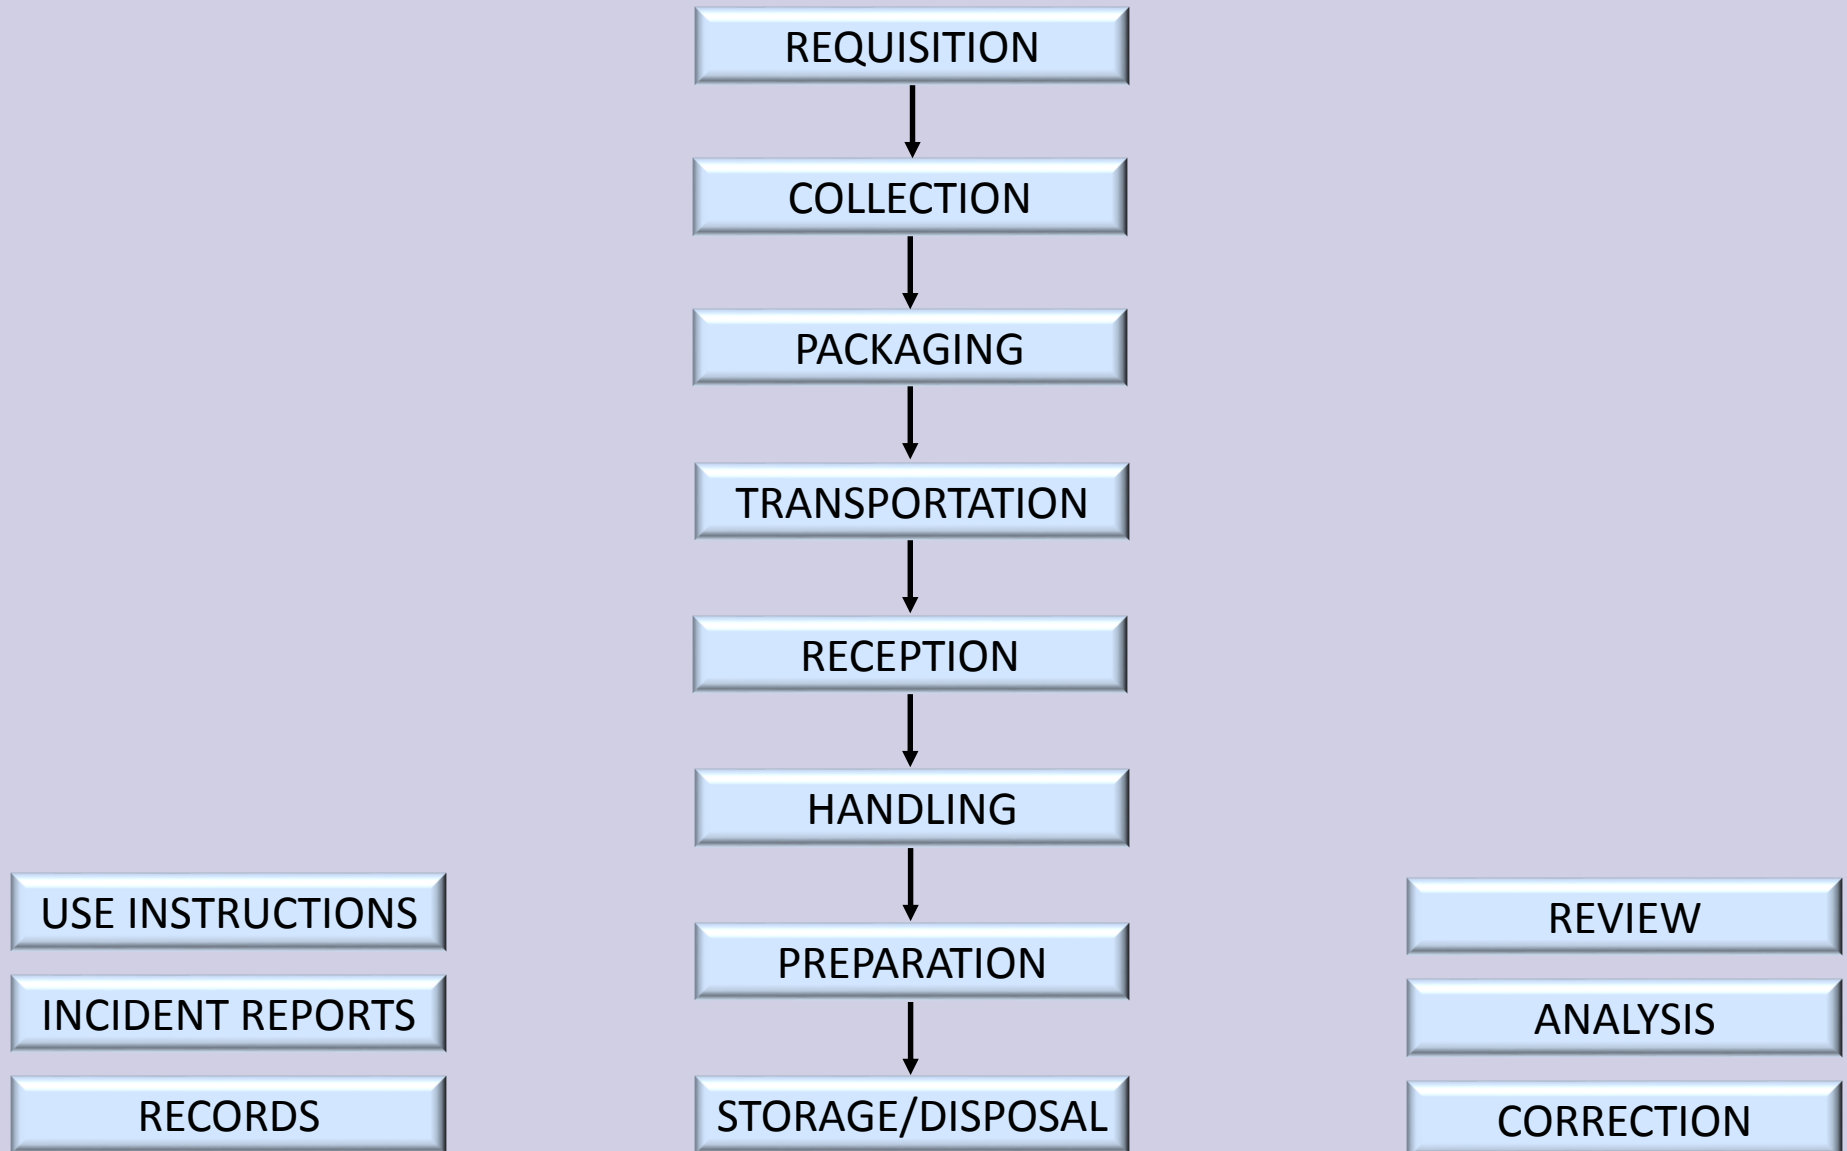 REQUISITION
COLLECTION
PACKAGING
TRANSPORTATION
RECEPTION
HANDLING
PREPARATION
STORAGE/DISPOSAL
USE INSTRUCTIONS
INCIDENT REPORTS
RECORDS
REVIEW
ANALYSIS
CORRECTION